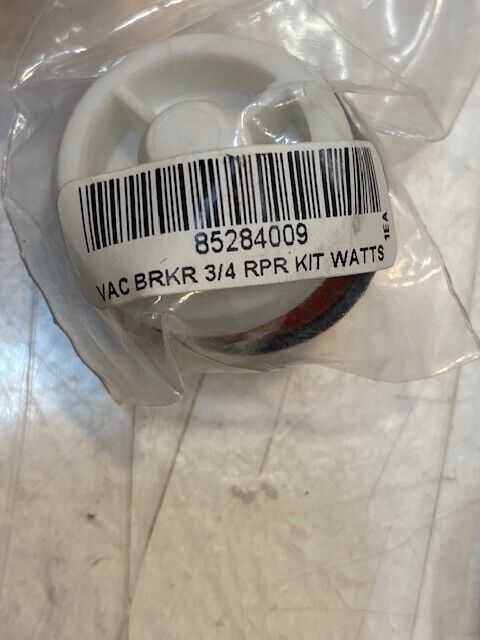 85284009
VAC BRKR 3/4 RPR KIT WATTS
1EA